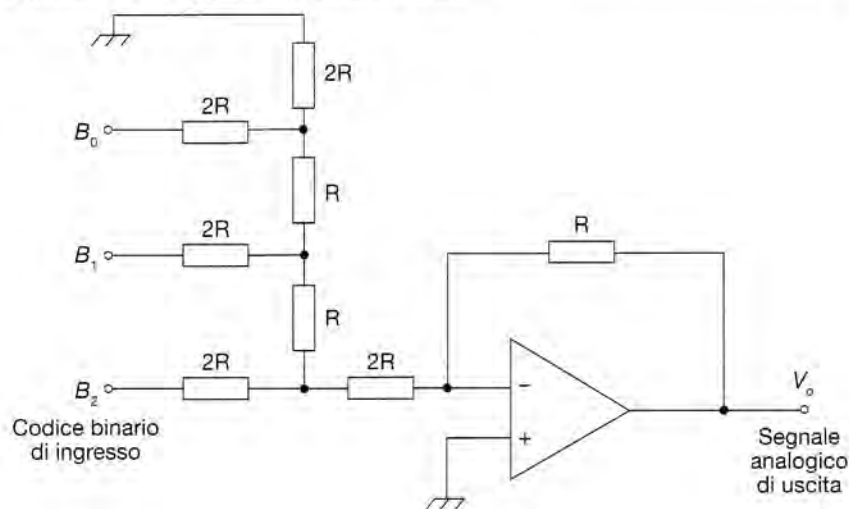 2R
2R
B₀
R
2R
R
B₁
R
2R
2R
B₂
Codice binario
di ingresso
−
+
Vₒ
Segnale
analogico
di uscita